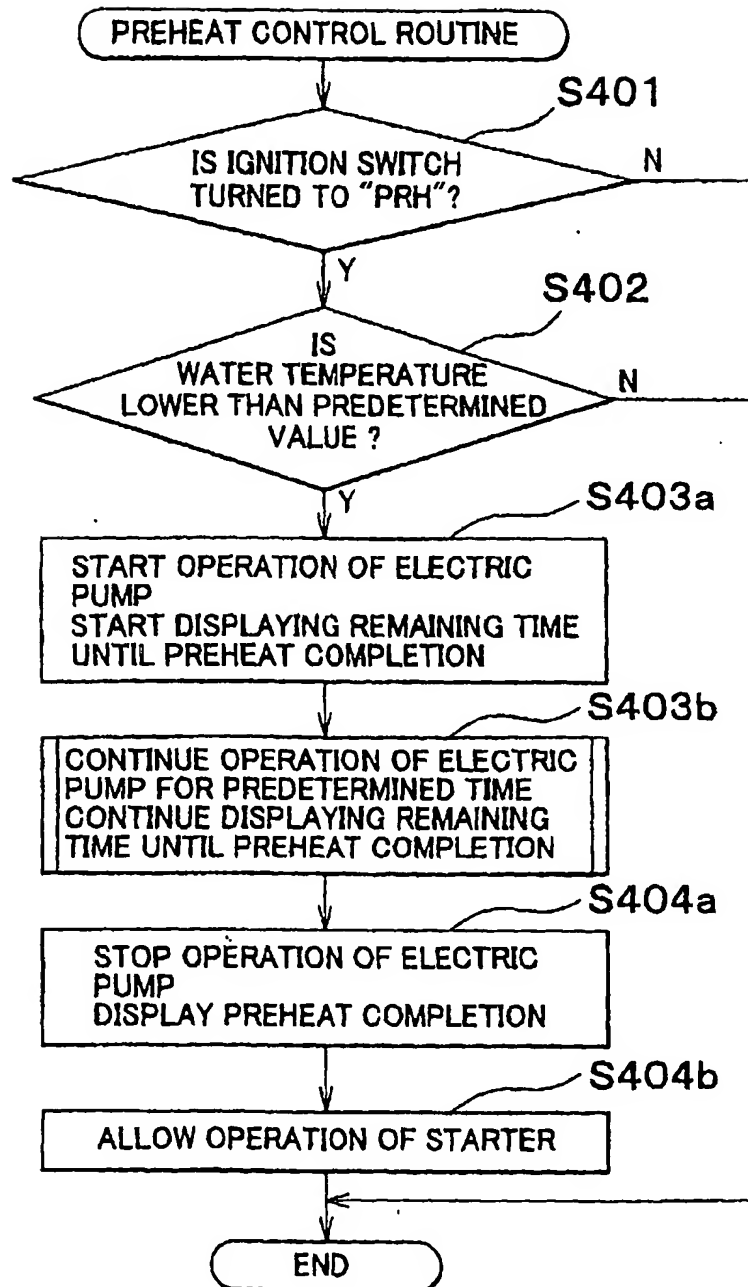 PREHEAT CONTROL ROUTINE
S401
IS IGNITION SWITCH
TURNED TO "PRH"?
N
Y
S402
IS
WATER TEMPERATURE
LOWER THAN PREDETERMINED
VALUE ?
N
Y
S403a
START OPERATION OF ELECTRIC
PUMP
START DISPLAYING REMAINING TIME
UNTIL PREHEAT COMPLETION
S403b
CONTINUE OPERATION OF ELECTRIC
PUMP FOR PREDETERMINED TIME
CONTINUE DISPLAYING REMAINING
TIME UNTIL PREHEAT COMPLETION
S404a
STOP OPERATION OF ELECTRIC
PUMP
DISPLAY PREHEAT COMPLETION
S404b
ALLOW OPERATION OF STARTER
END